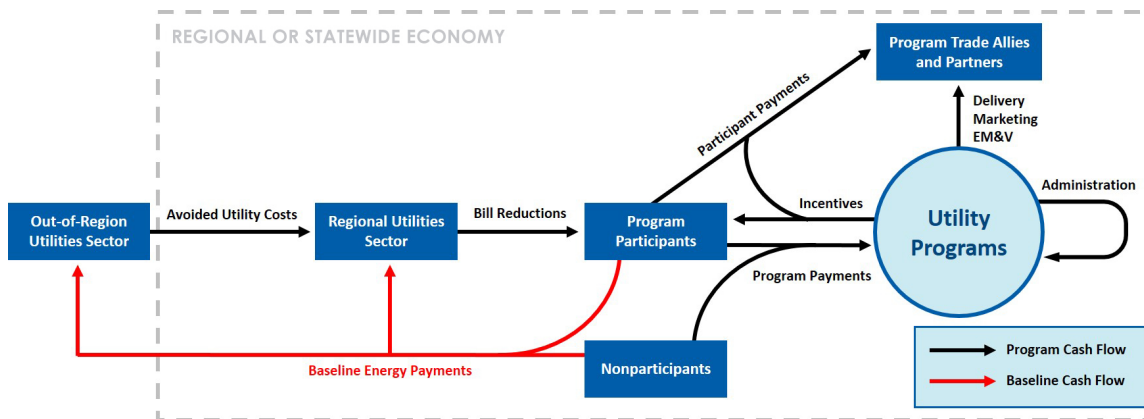 REGIONAL OR STATEWIDE ECONOMY
Program Trade Allies
and Partners
Participant Payments
Delivery
Marketing
EM&V
Administration
Out-of-Region
Utilities Sector
Avoided Utility Costs
Regional Utilities
Sector
Bill Reductions
Program
Participants
Incentives
Utility
Programs
Program Payments
Baseline Energy Payments
Nonparticipants
Program Cash Flow
Baseline Cash Flow